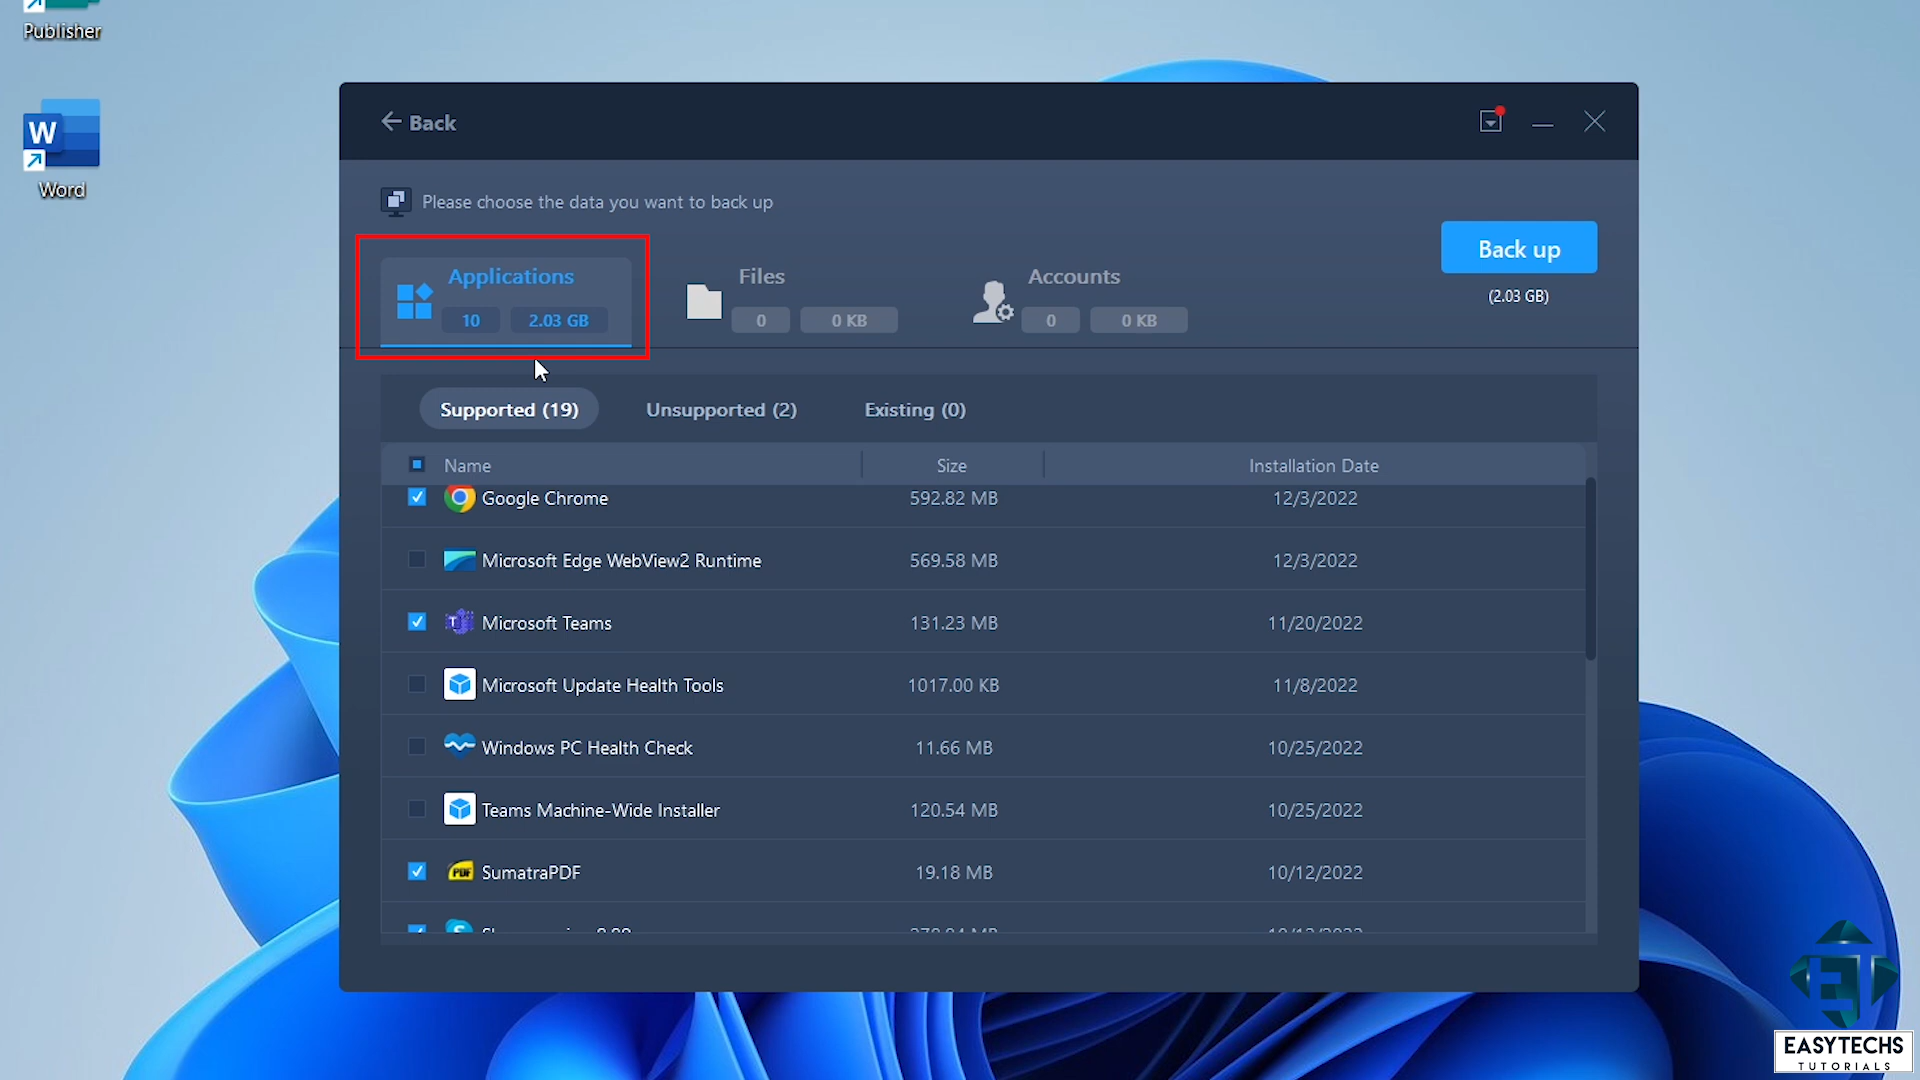 Publisher
Word
Back
Please choose the data you want to back up
Applications
10 2.03 GB
Files
0 0 KB
Accounts
0 0 KB
Back up
(2.03 GB)
Supported (19) Unsupported (2) Existing (0)
Name Size Installation Date
Google Chrome 592.82 MB 12/3/2022
Microsoft Edge WebView2 Runtime 569.58 MB 12/3/2022
Microsoft Teams 131.23 MB 11/20/2022
Microsoft Update Health Tools 1017.00 KB 11/8/2022
Windows PC Health Check 11.66 MB 10/25/2022
Teams Machine-Wide Installer 120.54 MB 10/25/2022
SumatraPDF 19.18 MB 10/12/2022
EASYTECHS
TUTORIALS